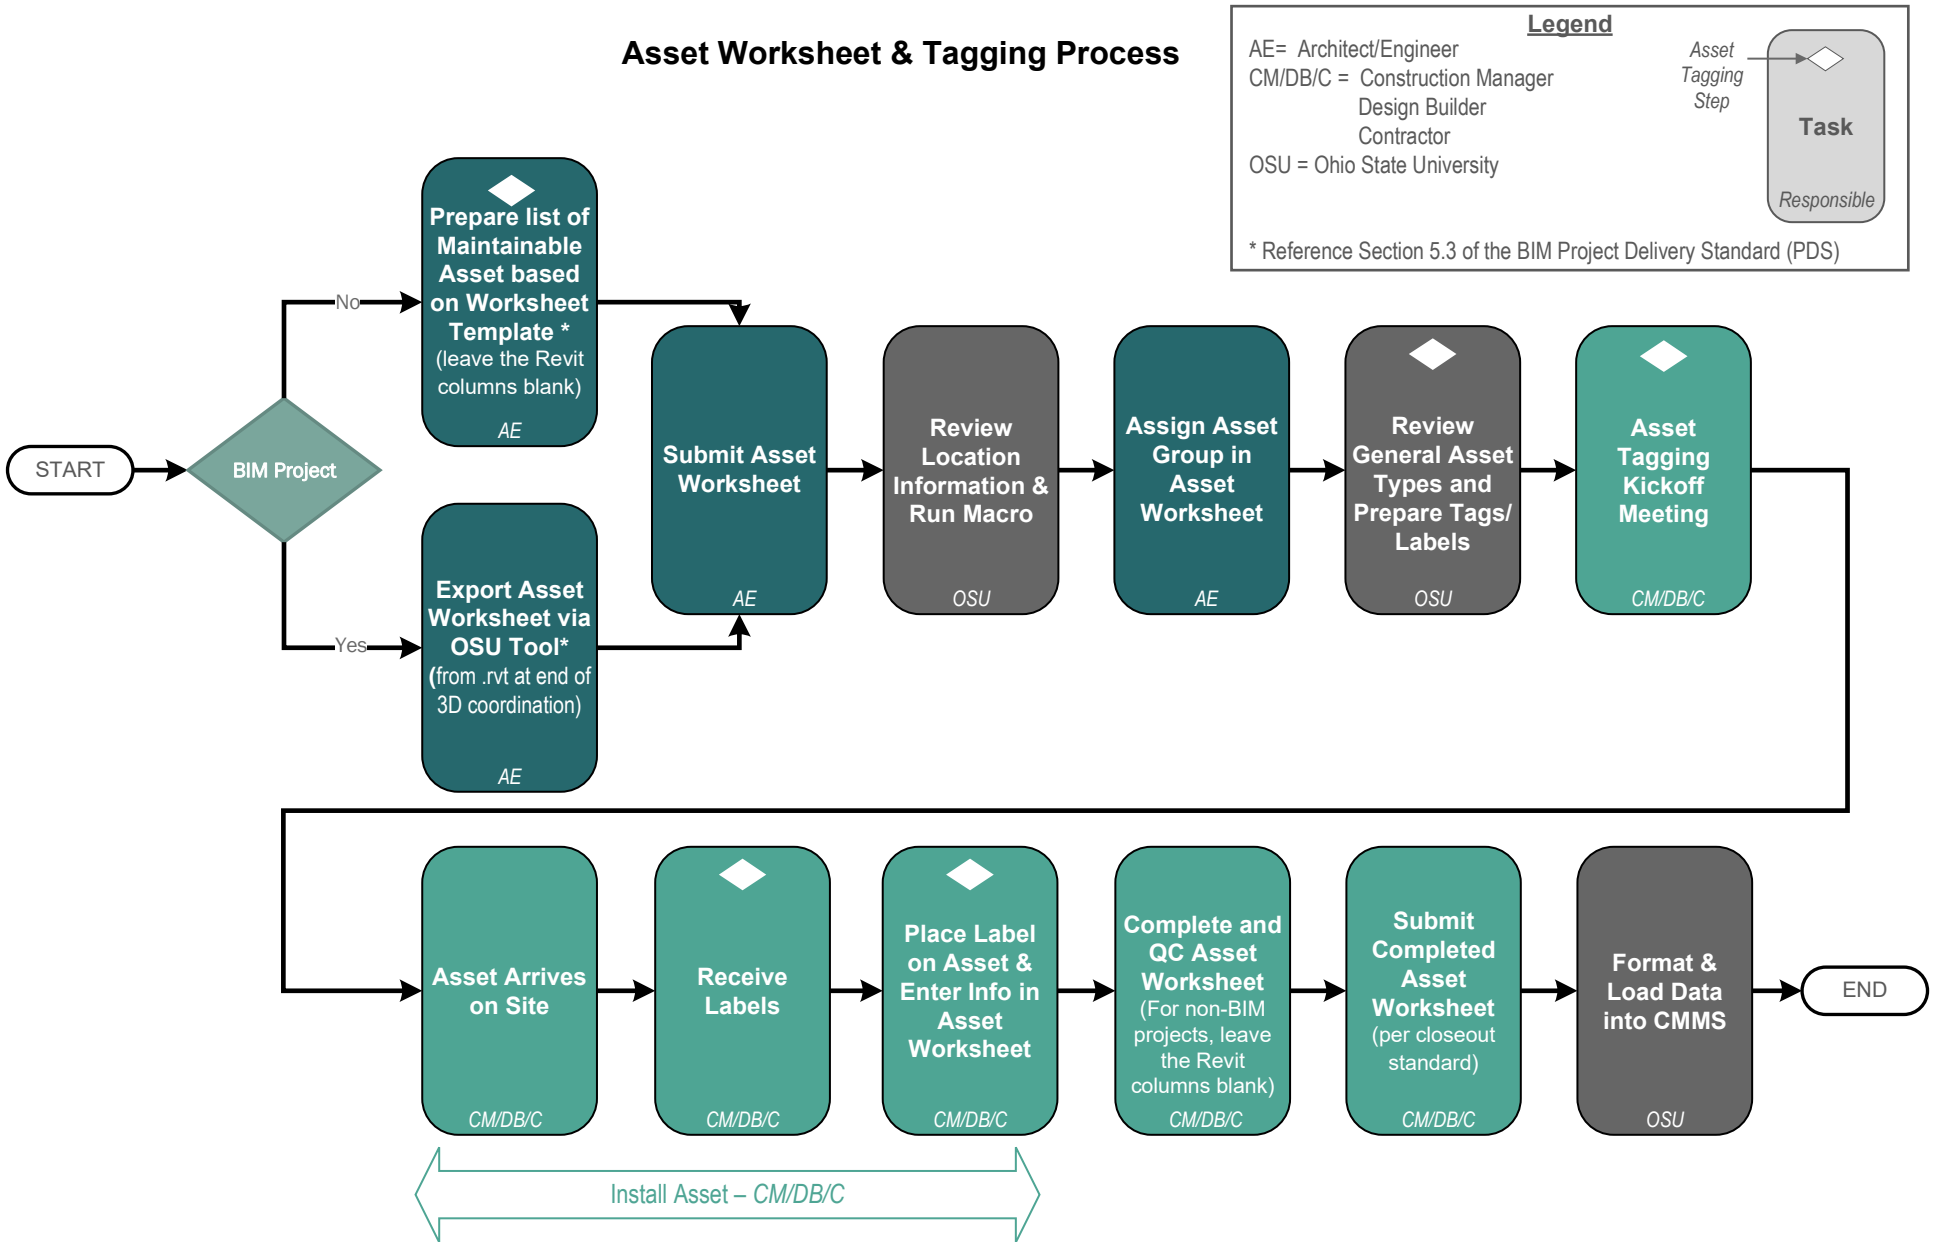 Asset Worksheet & Tagging Process
Legend
AE= Architect/Engineer
CM/DB/C = Construction Manager
Design Builder
Contractor
OSU = Ohio State University
* Reference Section 5.3 of the BIM Project Delivery Standard (PDS)
Asset
Tagging
Step
Task
Responsible
START
BIM Project
No
Yes
Prepare list of
Maintainable
Asset based
on Worksheet
Template *
(leave the Revit
columns blank)
AE
Export Asset
Worksheet via
OSU Tool*
(from .rvt at end of
3D coordination)
AE
Submit Asset
Worksheet
AE
Review
Location
Information &
Run Macro
OSU
Assign Asset
Group in
Asset
Worksheet
AE
Review
General Asset
Types and
Prepare Tags/
Labels
OSU
Asset
Tagging
Kickoff
Meeting
CM/DB/C
Asset Arrives
on Site
CM/DB/C
Receive
Labels
CM/DB/C
Place Label
on Asset &
Enter Info in
Asset
Worksheet
CM/DB/C
Complete and
QC Asset
Worksheet
(For non-BIM
projects, leave
the Revit
columns blank)
CM/DB/C
Submit
Completed
Asset
Worksheet
(per closeout
standard)
CM/DB/C
Format &
Load Data
into CMMS
OSU
END
Install Asset – CM/DB/C